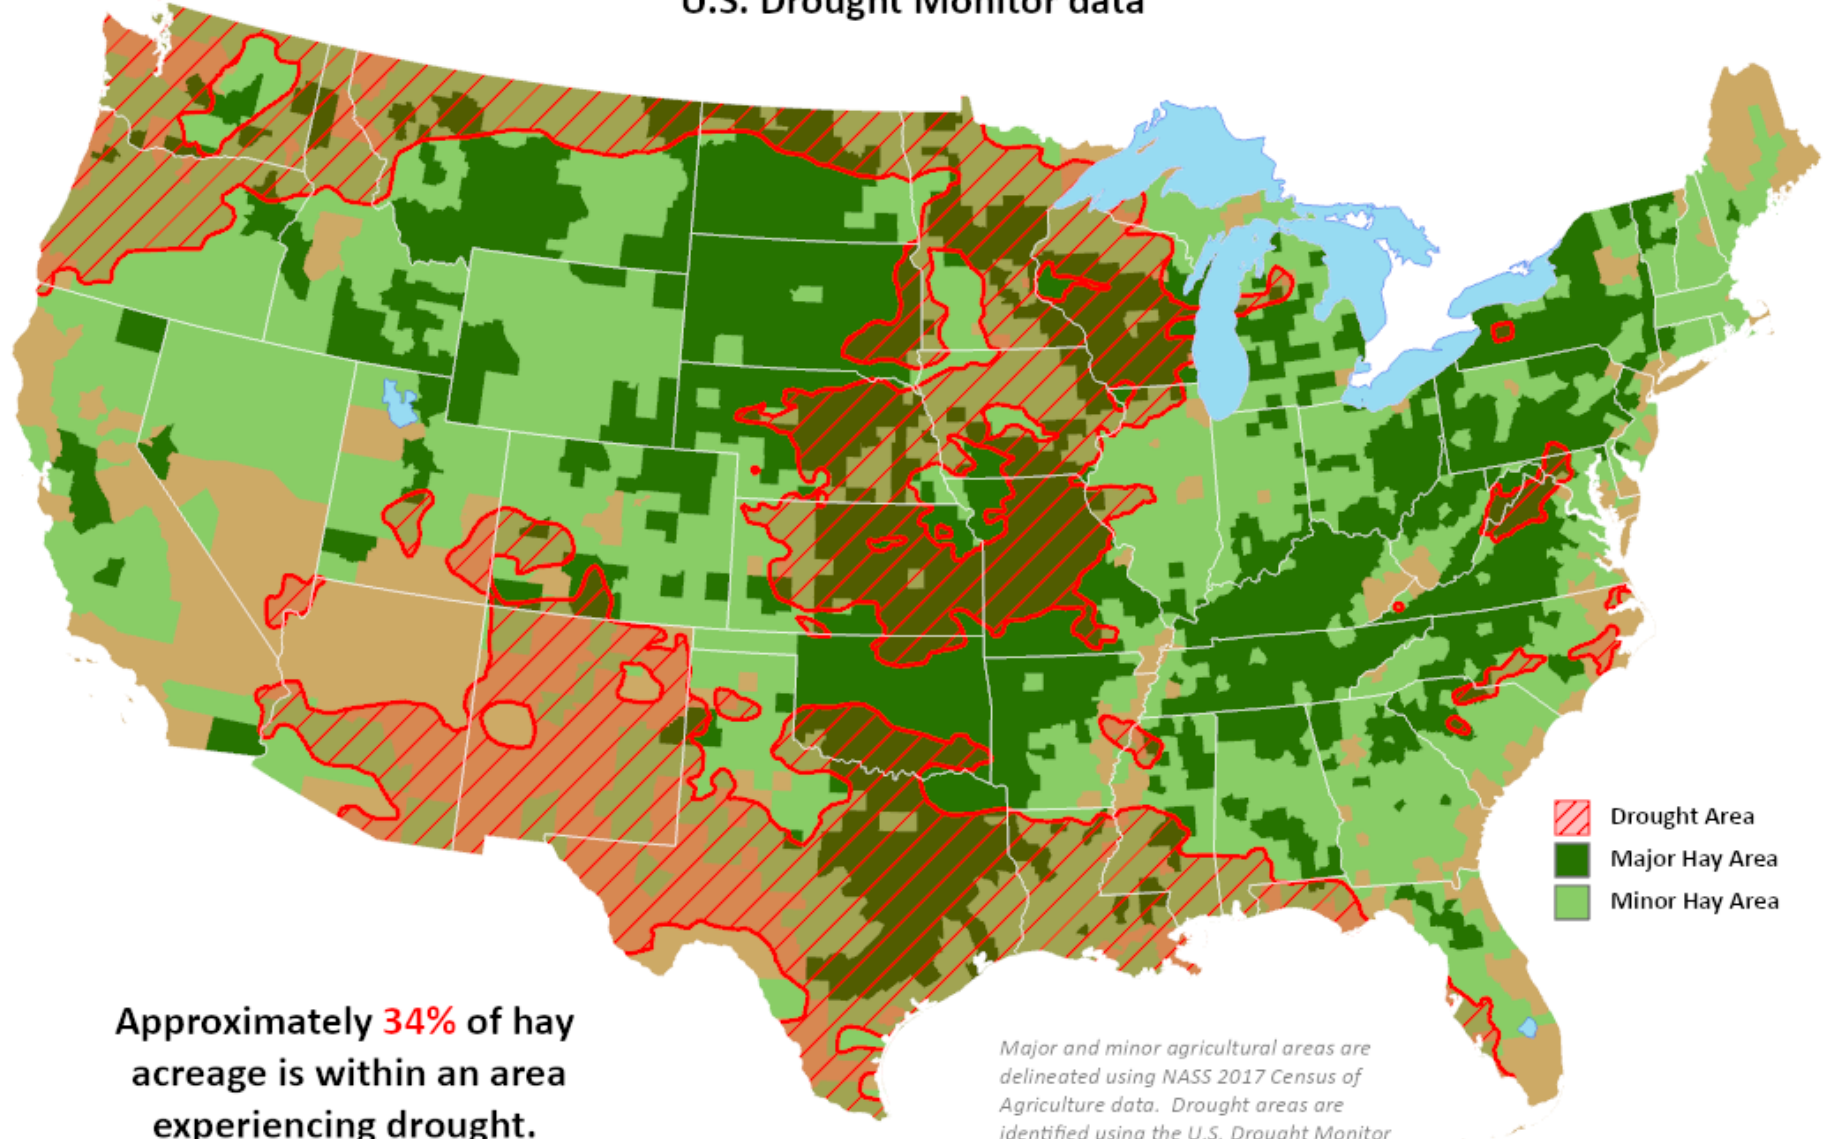 U.S. Drought Monitor data
Drought Area
Major Hay Area
Minor Hay Area
Approximately 34% of hay
acreage is within an area
experiencing drought.
Major and minor agricultural areas are
delineated using NASS 2017 Census of
Agriculture data.  Drought areas are
identified using the U.S. Drought Monitor